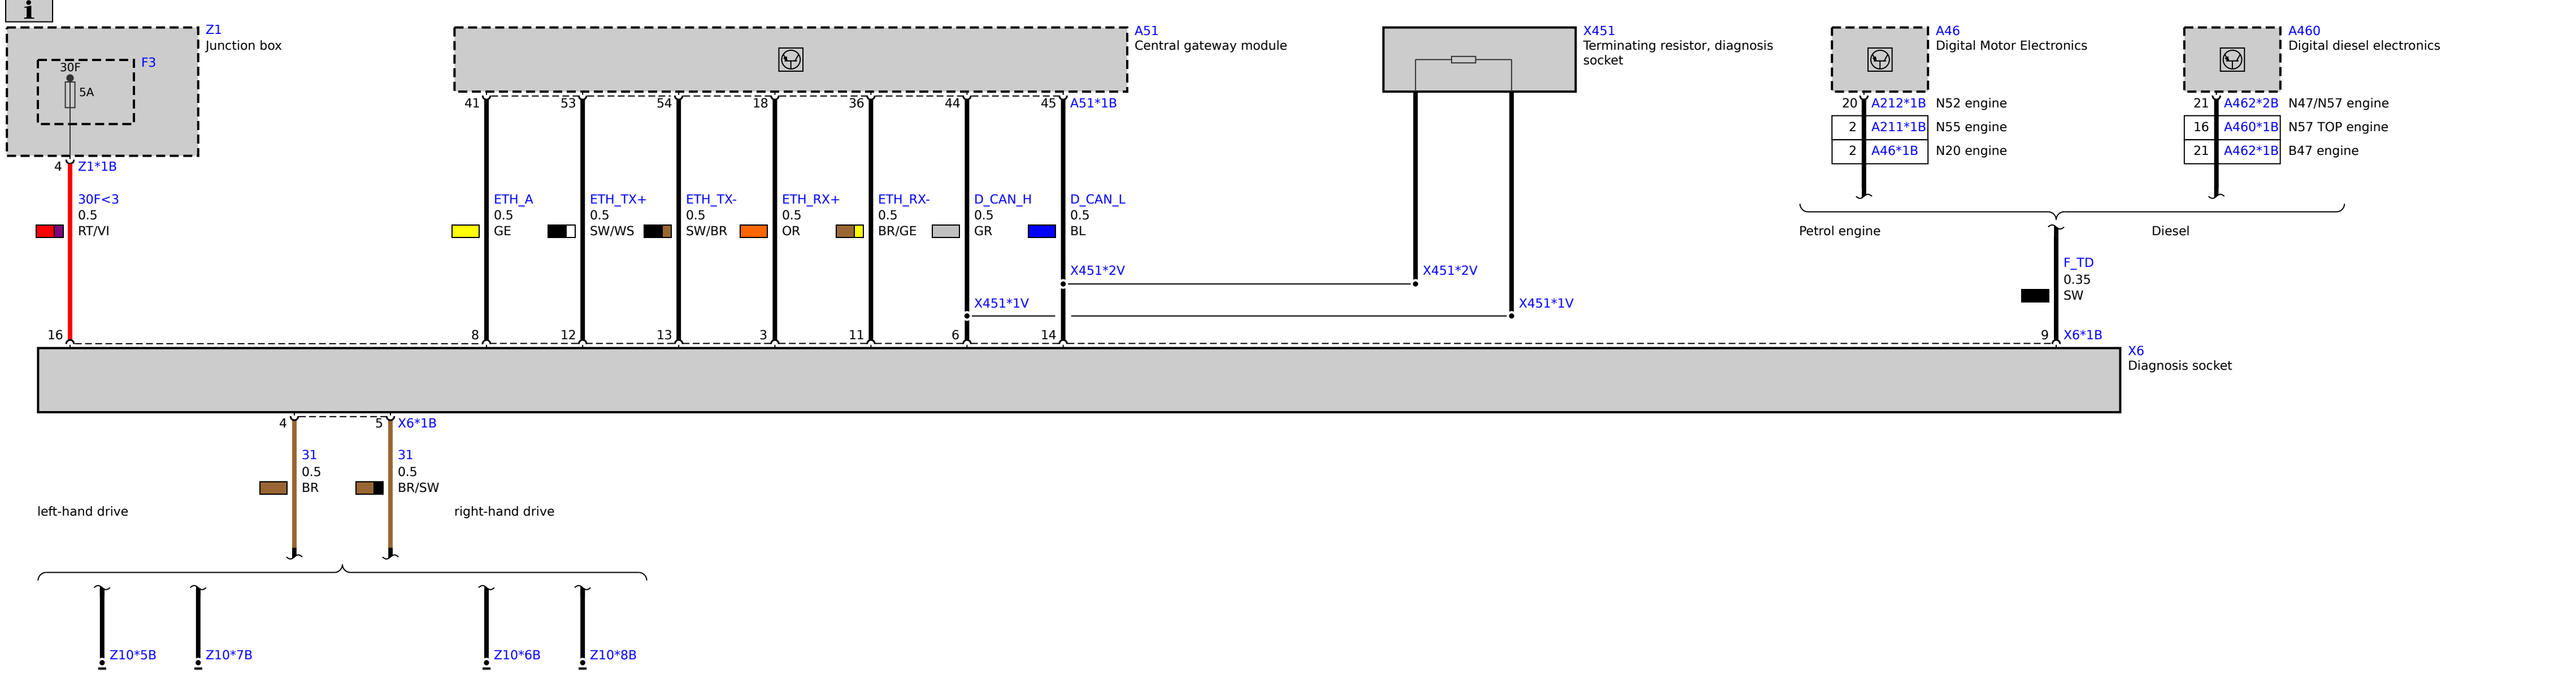 i
Z1
Junction box
F3
30F
5A
4 Z1*1B
30F<3
0.5
RT/VI
16
A51
Central gateway module
41 53 54 18 36 44 45 A51*1B
ETH_A
0.5
GE
ETH_TX+
0.5
SW/WS
ETH_TX-
0.5
SW/BR
ETH_RX+
0.5
OR
ETH_RX-
0.5
BR/GE
D_CAN_H
0.5
GR
D_CAN_L
0.5
BL
X451*2V
X451*1V
8 12 13 3 11 6 14
X451
Terminating resistor, diagnosis
socket
X451*2V
X451*1V
A46
Digital Motor Electronics
20 A212*1B N52 engine
2 A211*1B N55 engine
2 A46*1B N20 engine
A460
Digital diesel electronics
21 A462*2B N47/N57 engine
16 A460*1B N57 TOP engine
21 A462*1B B47 engine
Petrol engine
Diesel
F_TD
0.35
SW
9 X6*1B
X6
Diagnosis socket
4 5 X6*1B
31
0.5
BR
31
0.5
BR/SW
left-hand drive
right-hand drive
Z10*5B
Z10*7B
Z10*6B
Z10*8B